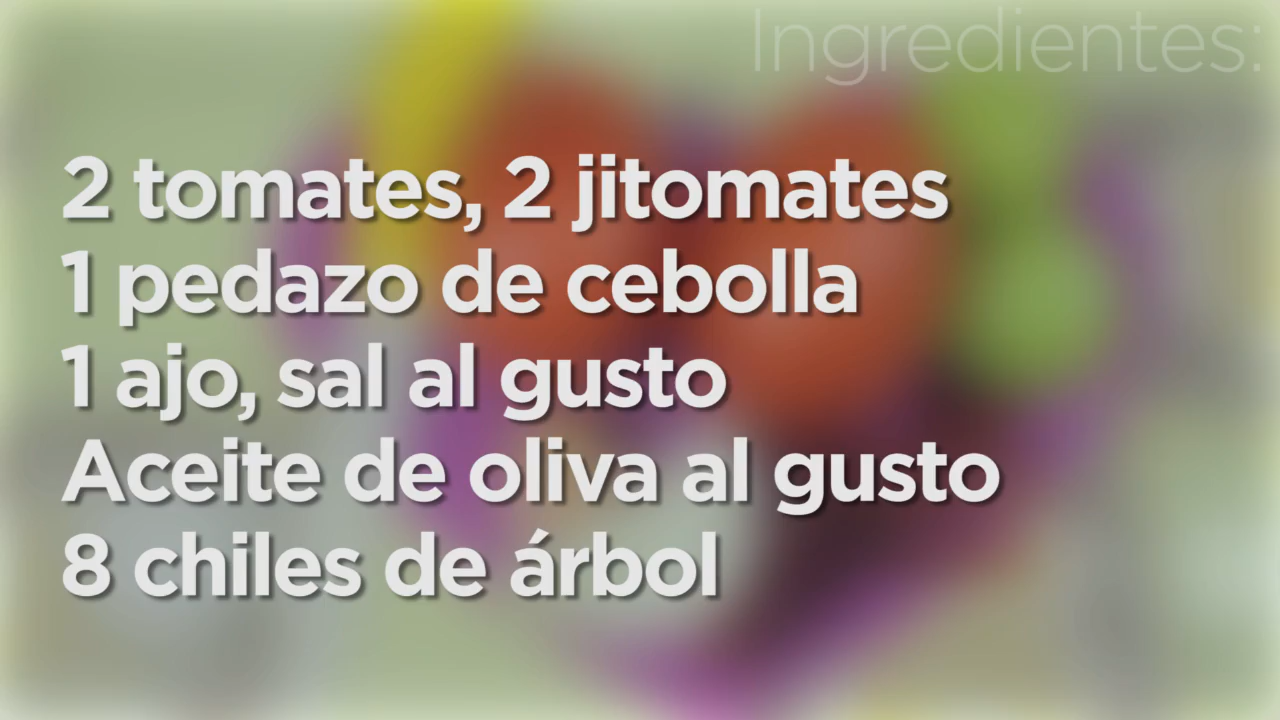 Ingredientes:
2 tomates, 2 jitomates
1 pedazo de cebolla
1 ajo, sal al gusto
Aceite de oliva al gusto
8 chiles de árbol